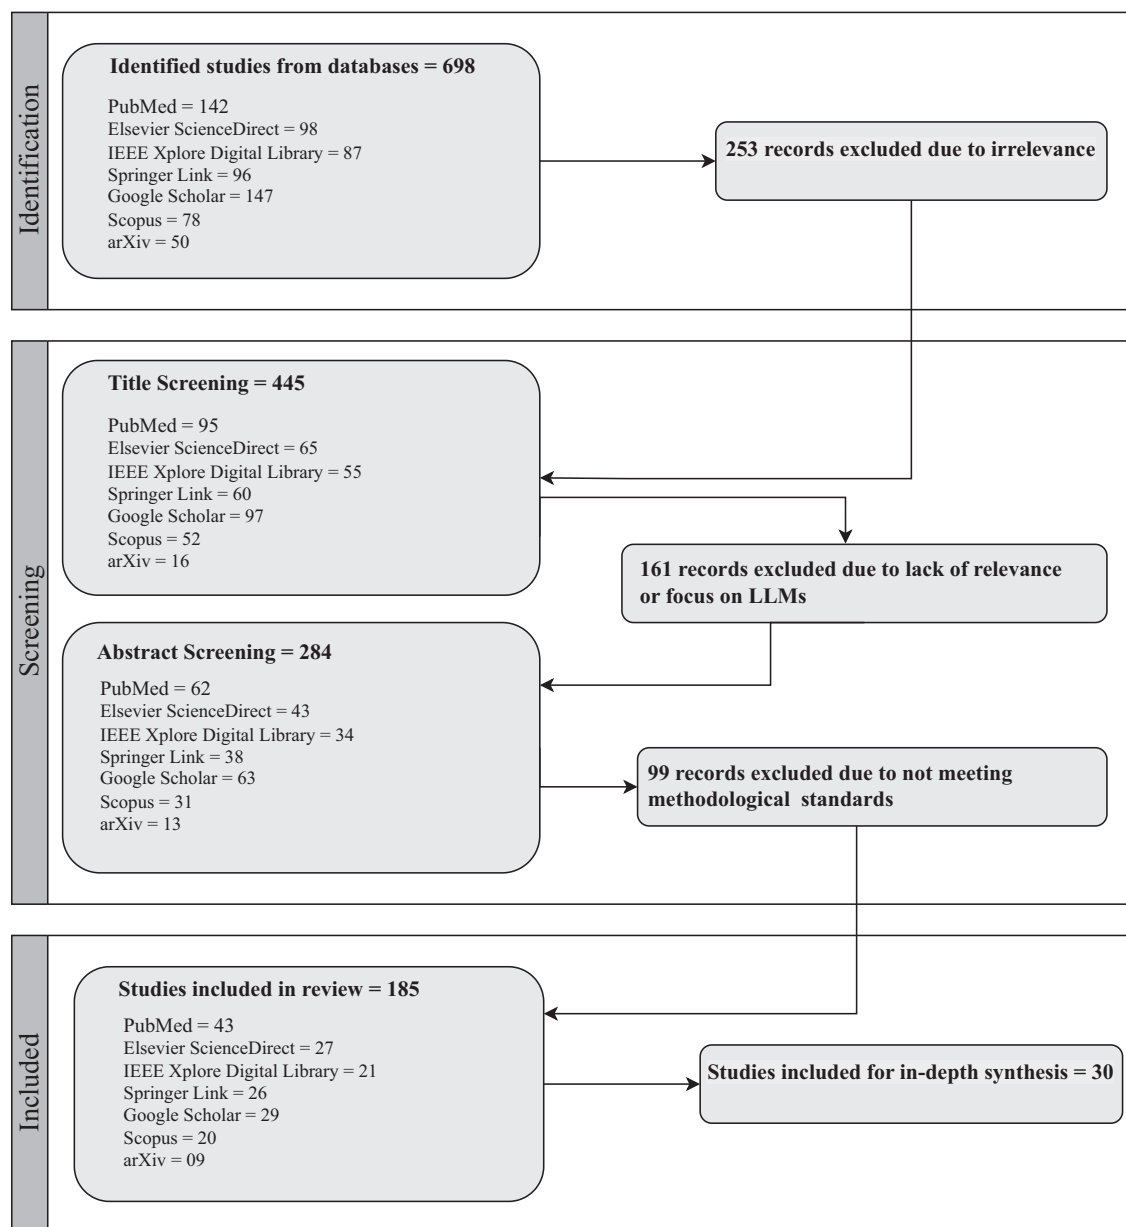 Identification
Identified studies from databases = 698
PubMed = 142
Elsevier ScienceDirect = 98
IEEE Xplore Digital Library = 87
Springer Link = 96
Google Scholar = 147
Scopus = 78
arXiv = 50
253 records excluded due to irrelevance
Screening
Title Screening = 445
PubMed = 95
Elsevier ScienceDirect = 65
IEEE Xplore Digital Library = 55
Springer Link = 60
Google Scholar = 97
Scopus = 52
arXiv = 16
161 records excluded due to lack of relevance
or focus on LLMs
Abstract Screening = 284
PubMed = 62
Elsevier ScienceDirect = 43
IEEE Xplore Digital Library = 34
Springer Link = 38
Google Scholar = 63
Scopus = 31
arXiv = 13
99 records excluded due to not meeting
methodological standards
Included
Studies included in review = 185
PubMed = 43
Elsevier ScienceDirect = 27
IEEE Xplore Digital Library = 21
Springer Link = 26
Google Scholar = 29
Scopus = 20
arXiv = 09
Studies included for in-depth synthesis = 30